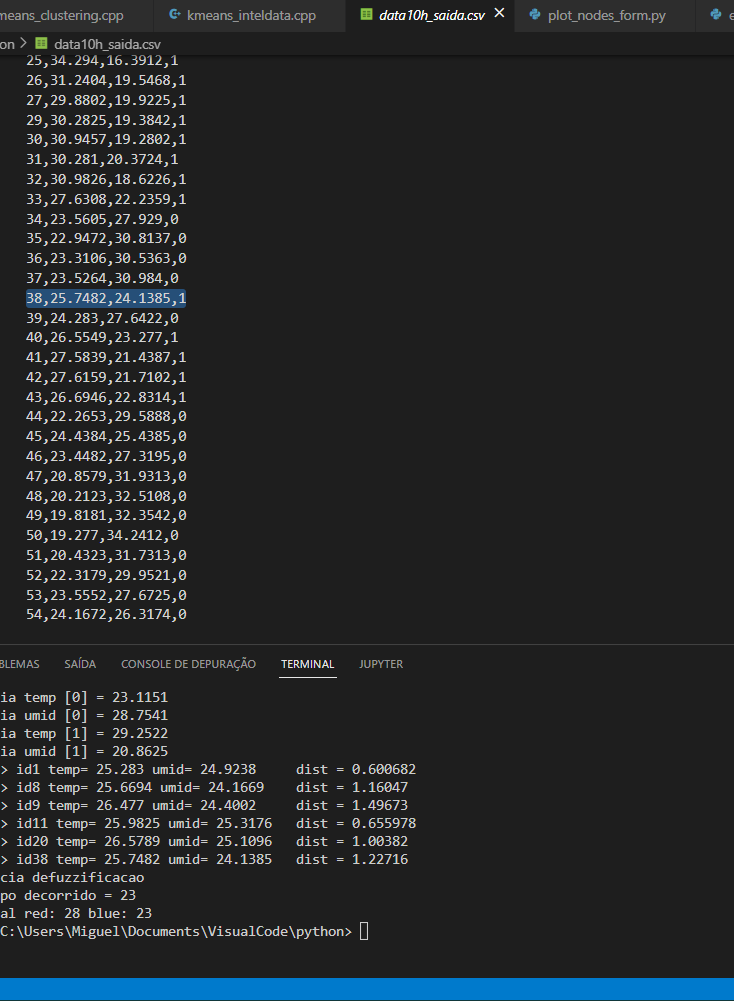 means_clustering.cpp kmeans_inteldata.cpp data10h_saida.csv plot_nodes_form.py e
on > data10h_saida.csv
25,34.294,16.3912,1
26,31.2404,19.5468,1
27,29.8802,19.9225,1
29,30.2825,19.3842,1
30,30.9457,19.2802,1
31,30.281,20.3724,1
32,30.9826,18.6226,1
33,27.6308,22.2359,1
34,23.5605,27.929,0
35,22.9472,30.8137,0
36,23.3106,30.5363,0
37,23.5264,30.984,0
38,25.7482,24.1385,1
39,24.283,27.6422,0
40,26.5549,23.277,1
41,27.5839,21.4387,1
42,27.6159,21.7102,1
43,26.6946,22.8314,1
44,22.2653,29.5888,0
45,24.4384,25.4385,0
46,23.4482,27.3195,0
47,20.8579,31.9313,0
48,20.2123,32.5108,0
49,19.8181,32.3542,0
50,19.277,34.2412,0
51,20.4323,31.7313,0
52,22.3179,29.9521,0
53,23.5552,27.6725,0
54,24.1672,26.3174,0
BLEMAS SAÍDA CONSOLE DE DEPURAÇÃO TERMINAL JUPYTER
ia temp [0] = 23.1151
ia umid [0] = 28.7541
ia temp [1] = 29.2522
ia umid [1] = 20.8625
> id1 temp= 25.283 umid= 24.9238 dist = 0.600682
> id8 temp= 25.6694 umid= 24.1669 dist = 1.16047
> id9 temp= 26.477 umid= 24.4002 dist = 1.49673
> id11 temp= 25.9825 umid= 25.3176 dist = 0.655978
> id20 temp= 26.5789 umid= 25.1096 dist = 1.00382
> id38 temp= 25.7482 umid= 24.1385 dist = 1.22716
cia defuzzificacao
po decorrido = 23
al red: 28 blue: 23
C:\Users\Miguel\Documents\VisualCode\python>